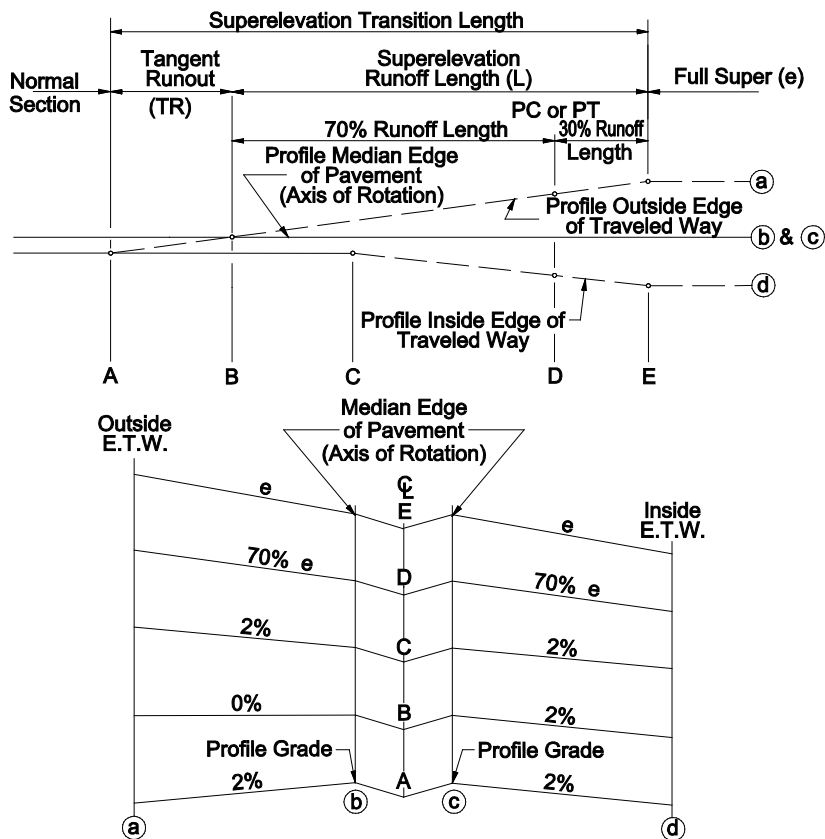 Superelevation Transition Length
Normal
Section
Tangent
Runout
(TR)
Superelevation
Runoff Length (L)
Full Super (e)
PC or PT
70% Runoff Length
30% Runoff
Length
Profile Median Edge
of Pavement
(Axis of Rotation)
a
Profile Outside Edge
of Traveled Way
b & c
d
Profile Inside Edge of
Traveled Way
A
B
C
D
E
Outside
E.T.W.
Median Edge
of Pavement
(Axis of Rotation)
CL
Inside
E.T.W.
e
E
e
70% e
D
70% e
2%
C
2%
0%
B
2%
Profile Grade
Profile Grade
2%
A
2%
b
c
a
d